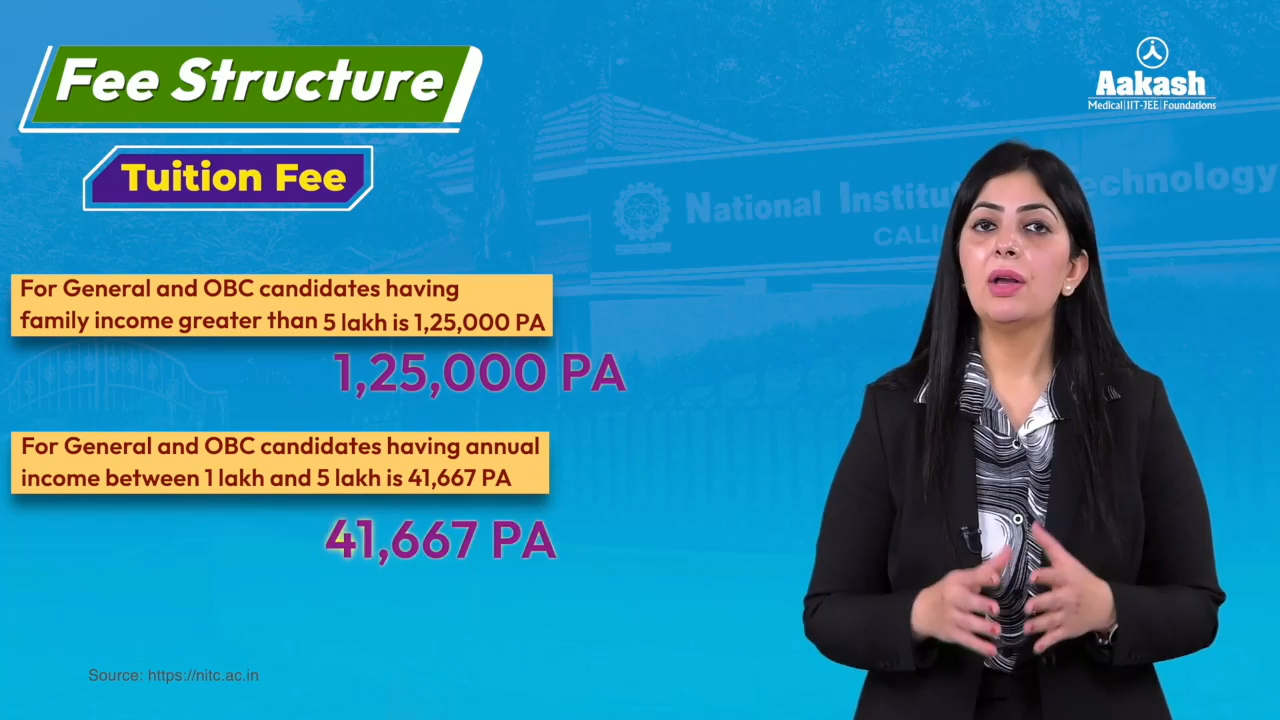 Fee Structure
Tuition Fee
Aakash
Medical|IIT-JEE|Foundations
National Institu echnology
CALI
For General and OBC candidates having
family income greater than 5 lakh is 1,25,000 PA
1,25,000 PA
For General and OBC candidates having annual
income between 1 lakh and 5 lakh is 41,667 PA
41,667 PA
Source: https://nitc.ac.in